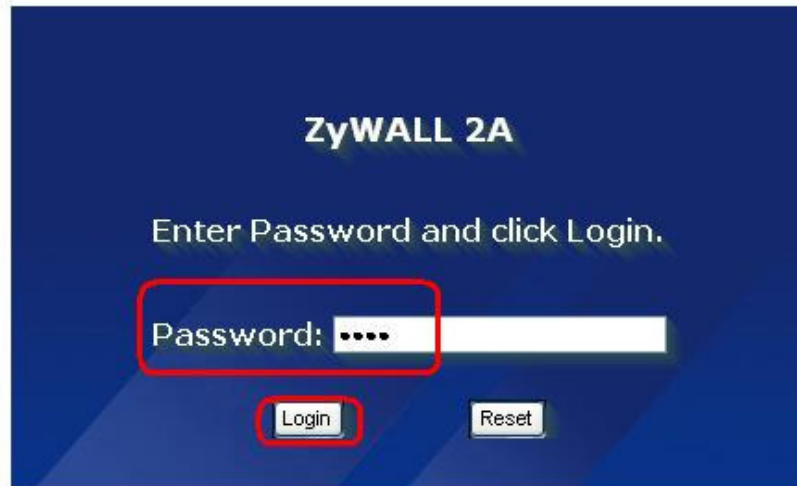 ZyWALL 2A
Enter Password and click Login.
Password: ••••
Login Reset